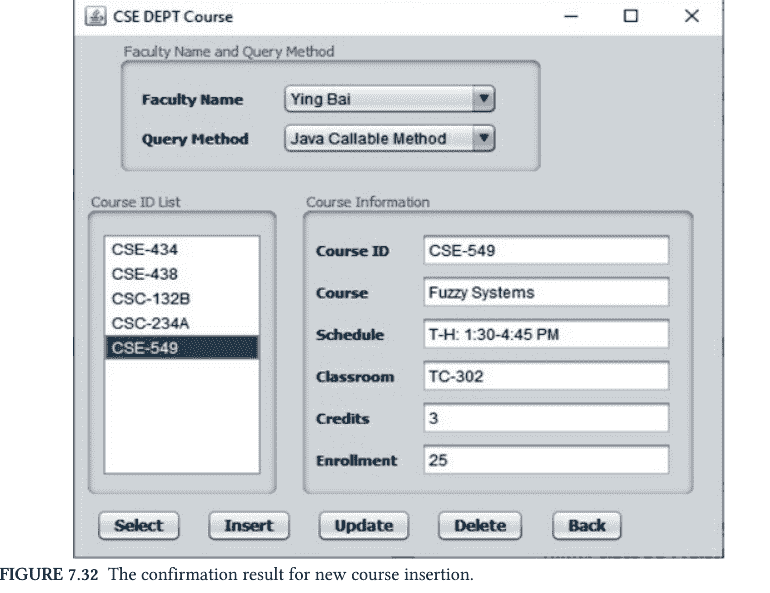 CSE DEPT Course
Faculty Name and Query Method
Faculty Name Ying Bai
Query Method Java Callable Method
Course ID List
CSE-434
CSE-438
CSC-132B
CSC-234A
CSE-549
Course Information
Course ID CSE-549
Course Fuzzy Systems
Schedule T-H: 1:30-4:45 PM
Classroom TC-302
Credits 3
Enrollment 25
Select Insert Update Delete Back
FIGURE 7.32 The confirmation result for new course insertion.